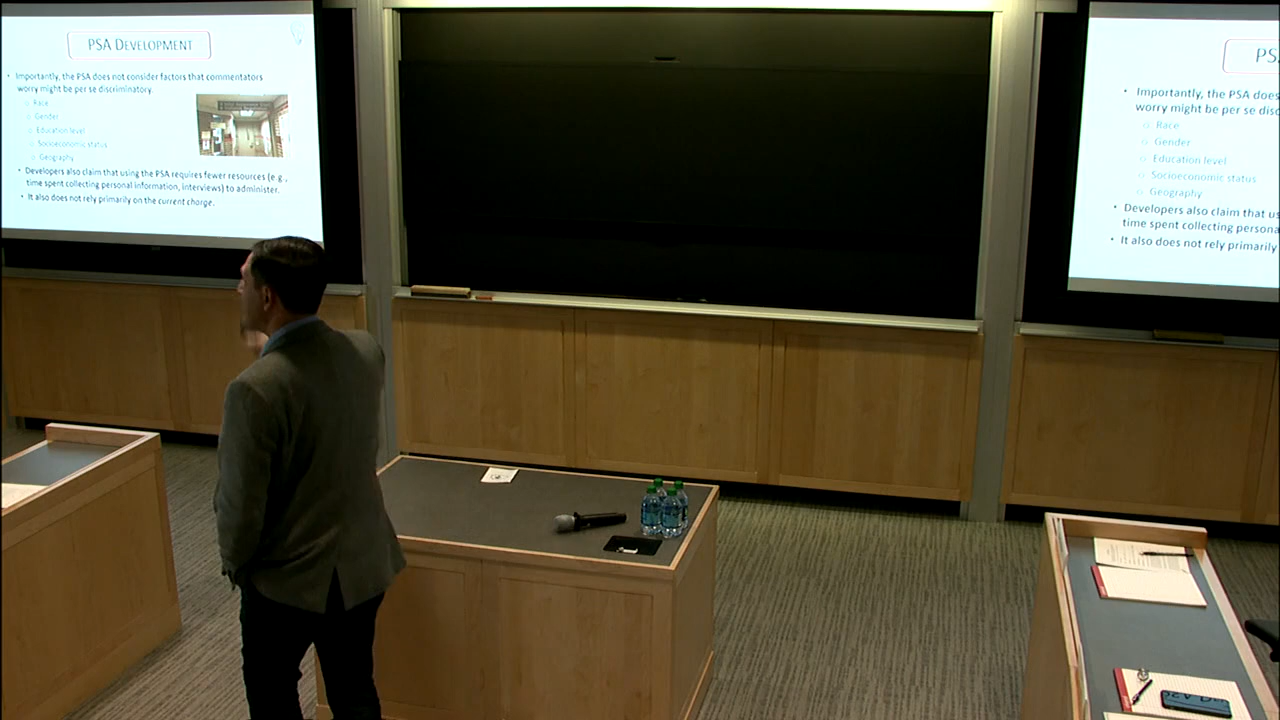 PSA DEVELOPMENT
• Importantly, the PSA does not consider factors that commentators
worry might be per se discriminatory.
o Race
o Gender
o Education level
o Socioeconomic status
o Geography
• Developers also claim that using the PSA requires fewer resources (e.g.,
time spent collecting personal information, interviews) to administer.
• It also does not rely primarily on the current charge.
PS
• Importantly, the PSA does
worry might be per se disc
o Race
o Gender
o Education level
o Socioeconomic status
o Geography
• Developers also claim that us
time spent collecting persona
• It also does not rely primarily